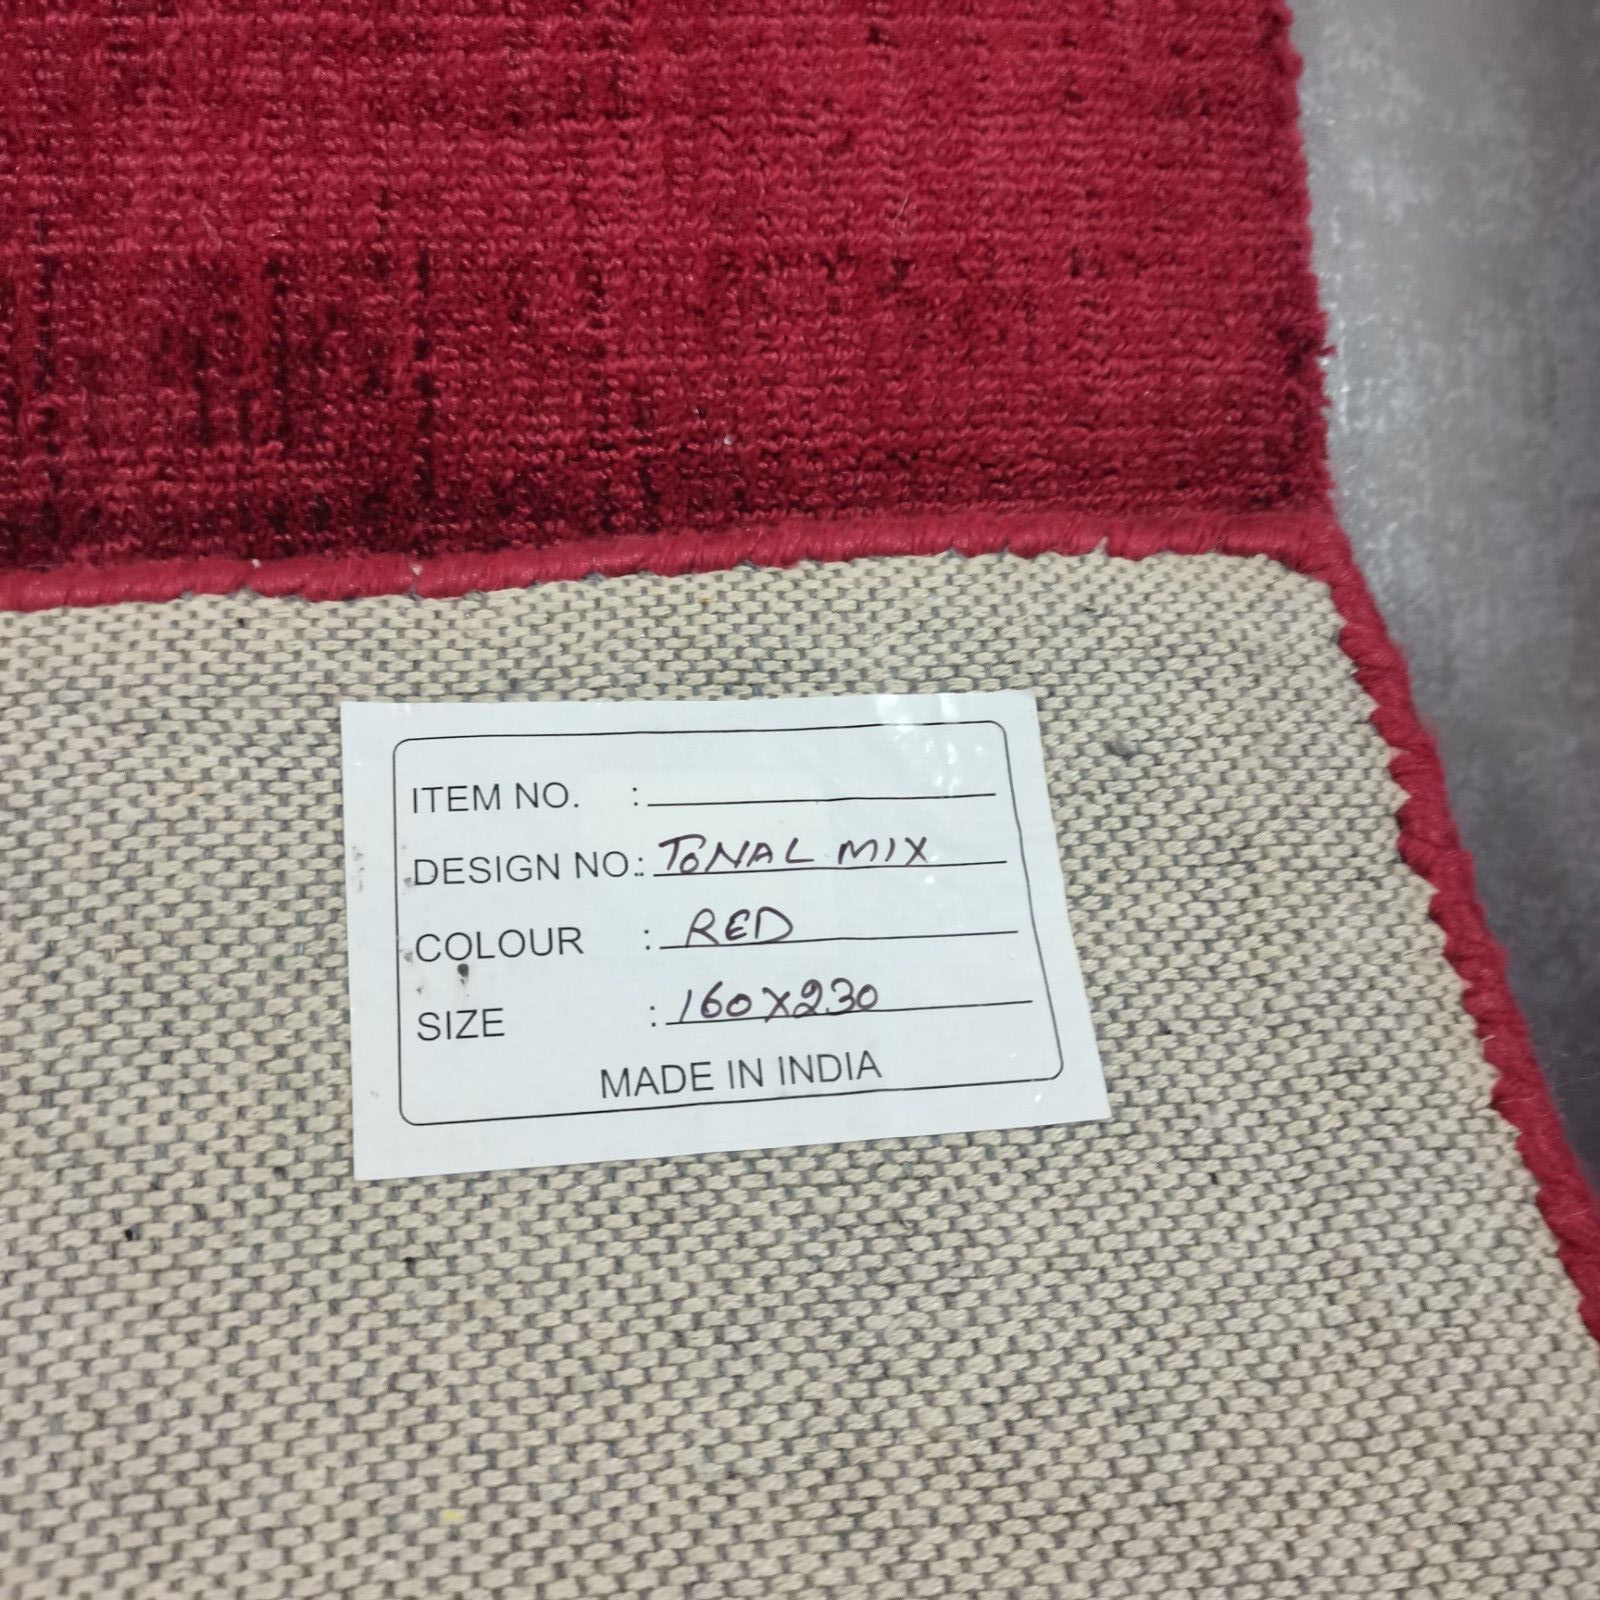 ITEM NO. :
DESIGN NO.: TONAL MIX
COLOUR : RED
SIZE : 160X230
MADE IN INDIA